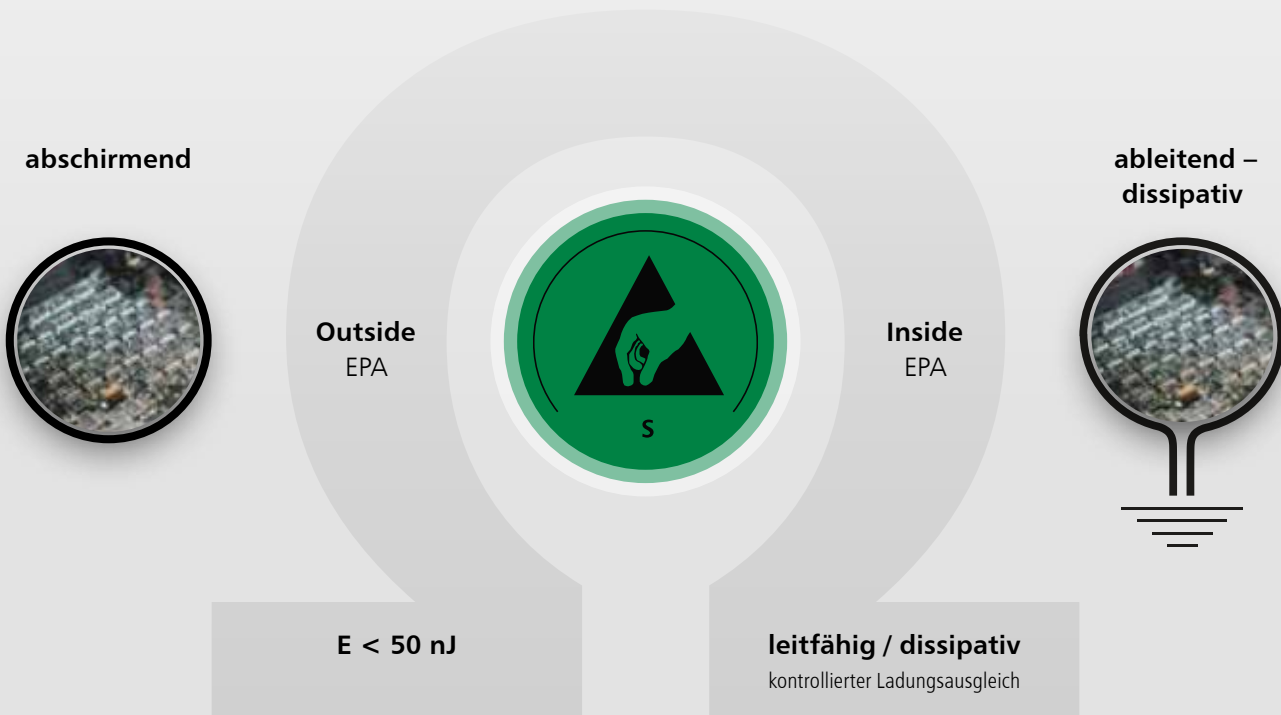 abschirmend
ableitend –
dissipativ
Outside
EPA
Inside
EPA
S
E < 50 nJ
leitfähig / dissipativ
kontrollierter Ladungsausgleich